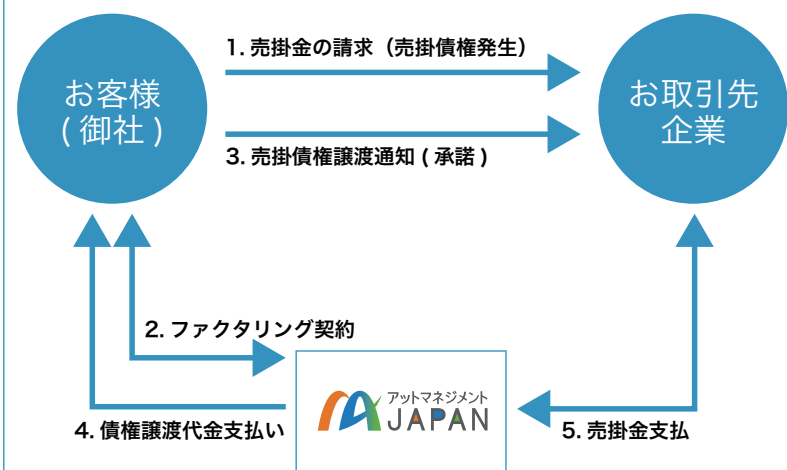 お客様
(御社)
1. 売掛金の請求（売掛債権発生）
お取引先
企業
3. 売掛債権譲渡通知 ( 承諾 )
2. ファクタリング契約
4. 債権譲渡代金支払い
アットマネジメント
JAPAN
5. 売掛金支払